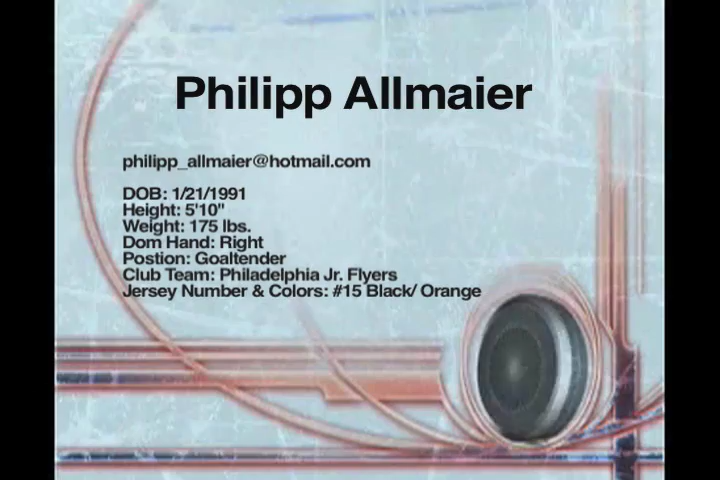 Philipp Allmaier
philipp_allmaier@hotmail.com
DOB: 1/21/1991
Height: 5'10"
Weight: 175 lbs.
Dom Hand: Right
Postion: Goaltender
Club Team: Philadelphia Jr. Flyers
Jersey Number & Colors: #15 Black/ Orange